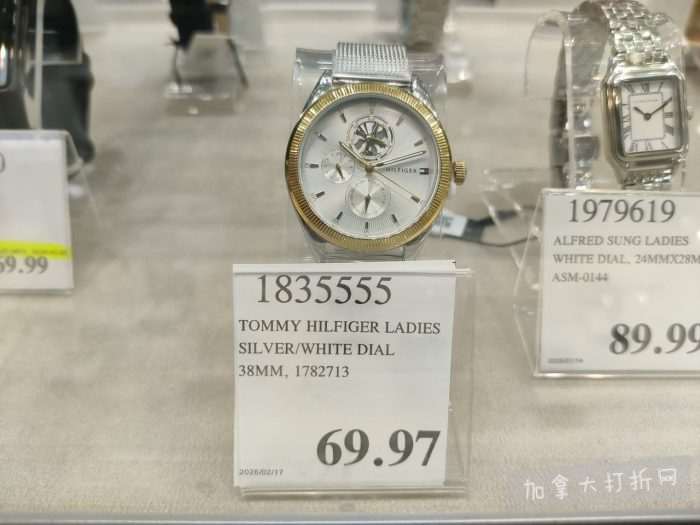 HILFIGER
1835555
TOMMY HILFIGER LADIES
SILVER/WHITE DIAL
38MM, 1782713
69.97
2026/02/17
1979619
ALFRED SUNG LADIES
WHITE DIAL, 24MMX28M
ASM-0144
89.99
69.99
加拿大打折网